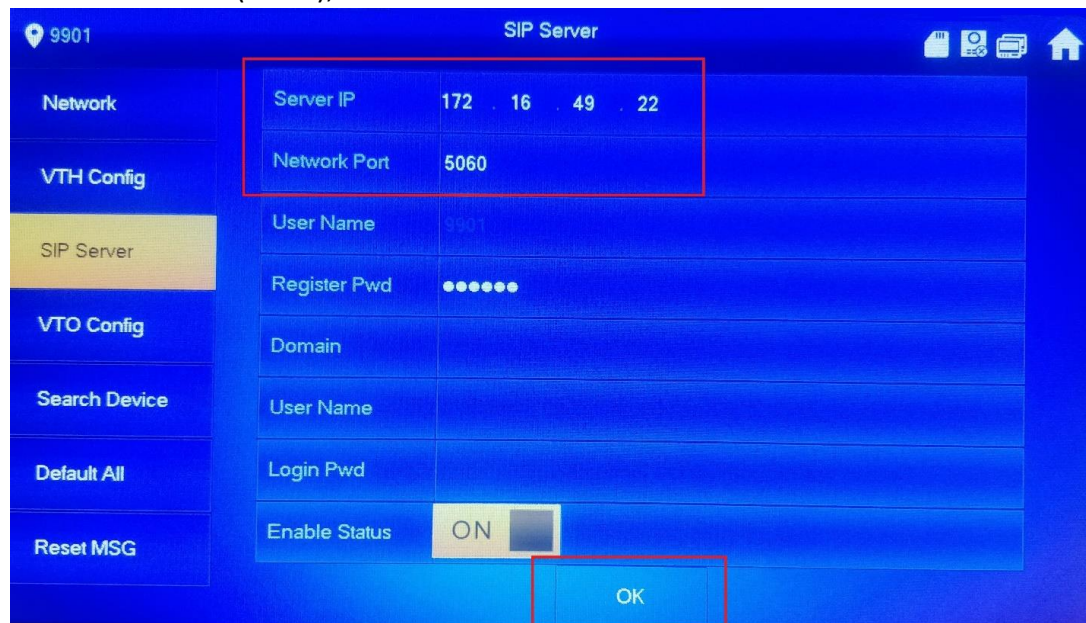 9901 SIP Server
Network
VTH Config
SIP Server
VTO Config
Search Device
Default All
Reset MSG
Server IP 172 . 16 . 49 . 22
Network Port 5060
User Name 9901
Register Pwd ●●●●●●
Domain
User Name
Login Pwd
Enable Status ON
OK